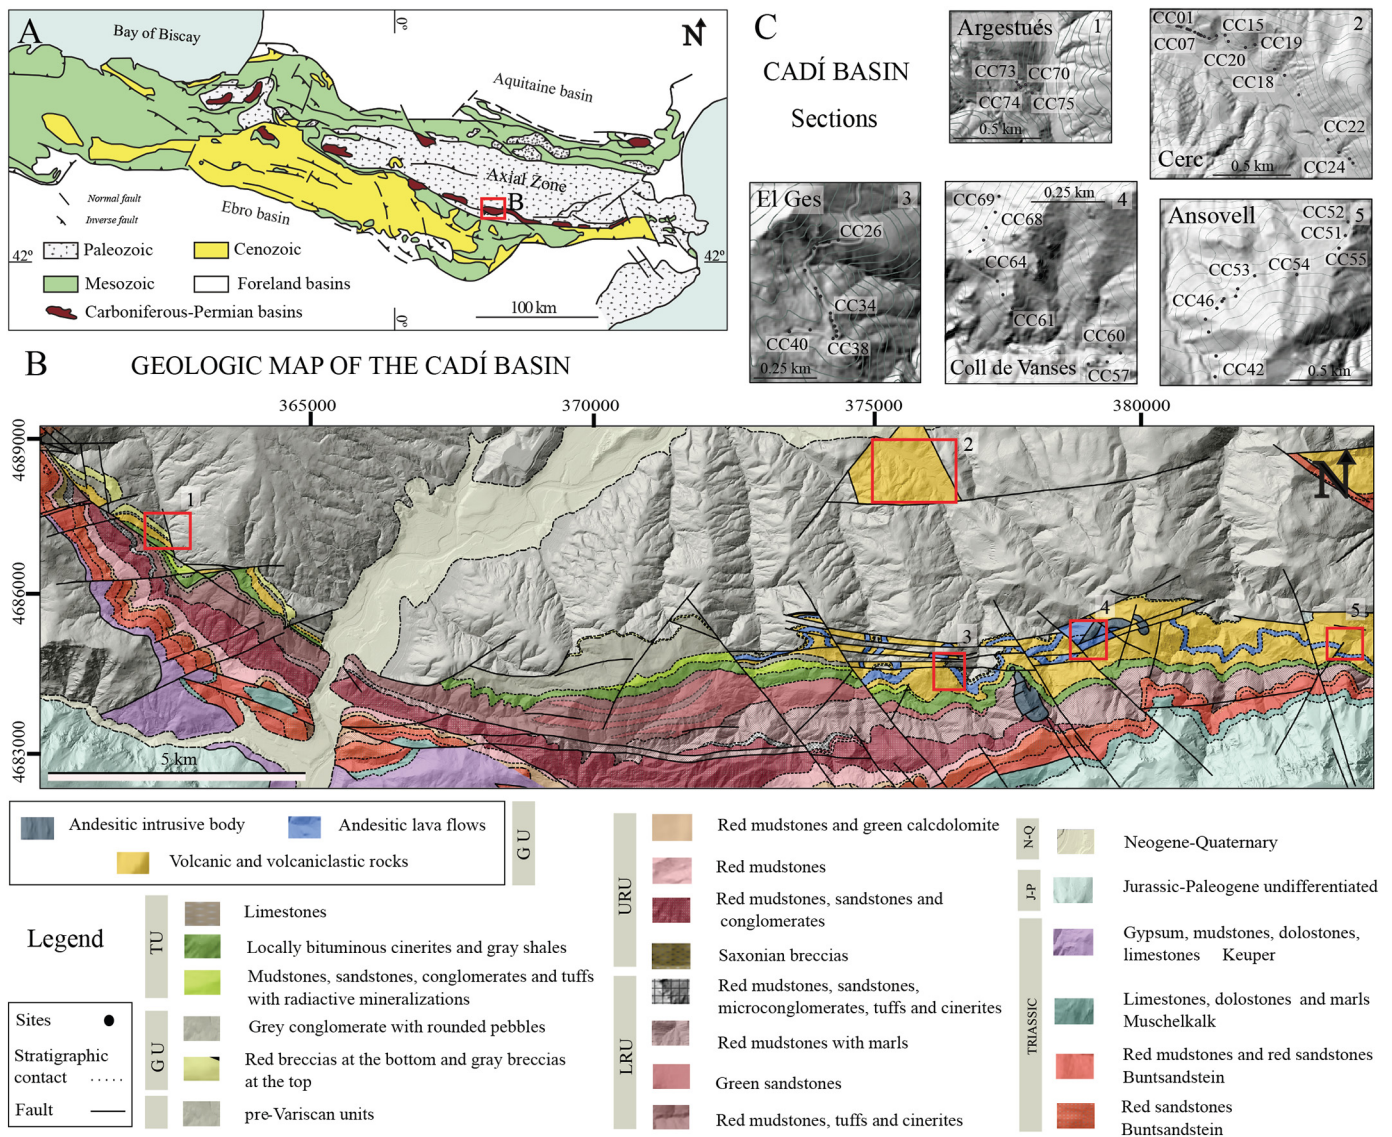 A
Bay of Biscay
0º
N
Aquitaine basin
Axial Zone
B
Ebro basin
Normal fault
Inverse fault
Paleozoic
Cenozoic
Mesozoic
Foreland basins
Carboniferous-Permian basins
42º
42º
100 km
0º
C
CADÍ BASIN
Sections
Argestués
1
CC73
CC70
CC74
CC75
0.5 km
2
CC01
CC15
CC07
CC19
CC20
CC18
CC22
CC24
Cerc
0.5 km
El Ges
3
CC26
CC34
CC40
CC38
0.25 km
CC69
0.25 km
4
CC68
CC64
CC61
CC60
Coll de Vanses
CC57
Ansovell
CC52
5
CC51
CC55
CC53
CC54
CC46
CC42
0.5 km
B
GEOLOGIC MAP OF THE CADÍ BASIN
365000
370000
375000
380000
4689000
4686000
4683000
1
2
3
4
5
N
5 km
Andesitic intrusive body
Andesitic lava flows
Volcanic and volcaniclastic rocks
G U
Legend
TU
Limestones
Locally bituminous cinerites and gray shales
Mudstones, sandstones, conglomerates and tuffs
with radiactive mineralizations
G U
Grey conglomerate with rounded pebbles
Red breccias at the bottom and gray breccias
at the top
pre-Variscan units
Sites
Stratigraphic
contact
Fault
URU
Red mudstones and green calcdolomite
Red mudstones
Red mudstones, sandstones and
conglomerates
Saxonian breccias
LRU
Red mudstones, sandstones,
microconglomerates, tuffs and cinerites
Red mudstones with marls
Green sandstones
Red mudstones, tuffs and cinerites
N-Q
Neogene-Quaternary
J-P
Jurassic-Paleogene undifferentiated
TRIASSIC
Gypsum, mudstones, dolostones,
limestones Keuper
Limestones, dolostones and marls
Muschelkalk
Red mudstones and red sandstones
Buntsandstein
Red sandstones
Buntsandstein